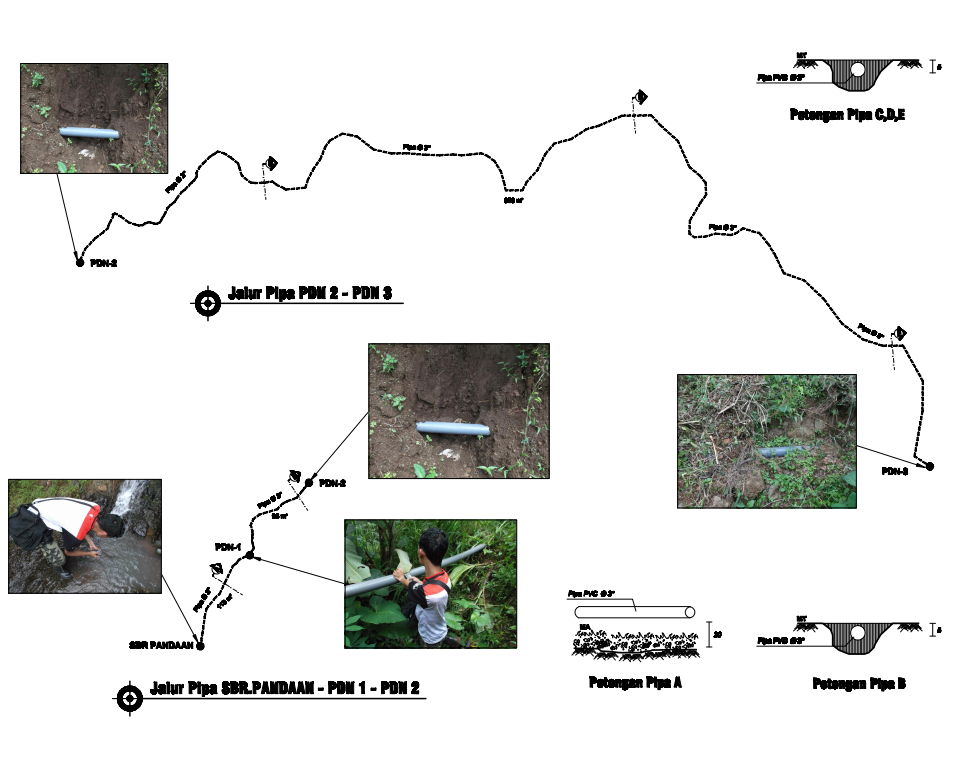 MT
Pipa PVC Ø 3"
5
Potongan Pipa C,D,E
Pipa Ø 3"
Pipa Ø 3"
Pipa Ø 3"
Pipa Ø 3"
PDN-2
Jalur Pipa PDN 2 - PDN 3
PDN-3
PDN-2
Pipa Ø 3"
PDN-1
Pipa Ø 3"
110 m'
SBR PANDAAN
Jalur Pipa SBR.PANDAAN - PDN 1 - PDN 2
Pipa PVC Ø 3"
MA
20
Potongan Pipa A
MT
Pipa PVC Ø 3"
5
Potongan Pipa B